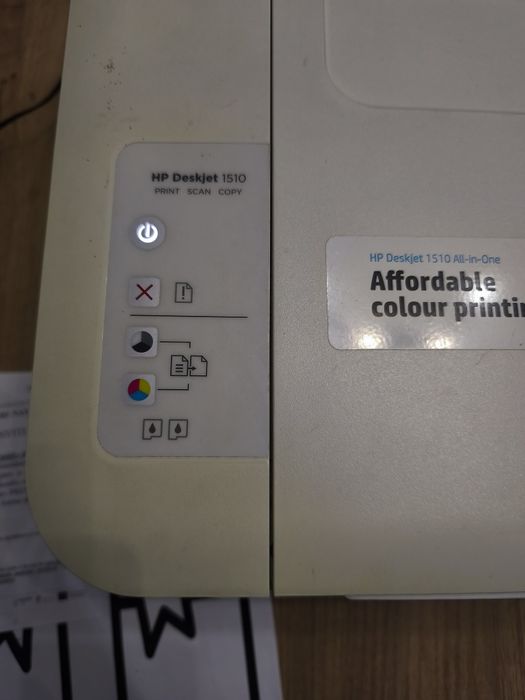 HP Deskjet 1510
PRINT SCAN COPY
HP Deskjet 1510 All-in-One
Affordable
colour printin